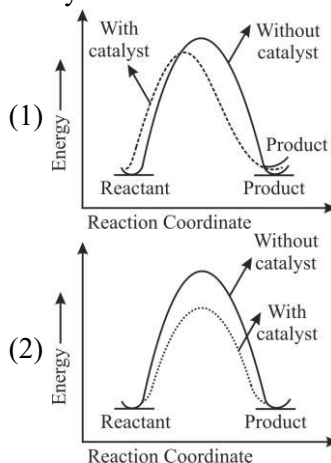 With
catalyst
Without
catalyst
(1)
Energy
Product
Reactant
Product
Reaction Coordinate
Without
catalyst
(2)
With
catalyst
Energy
Reactant
Product
Reaction Coordinate